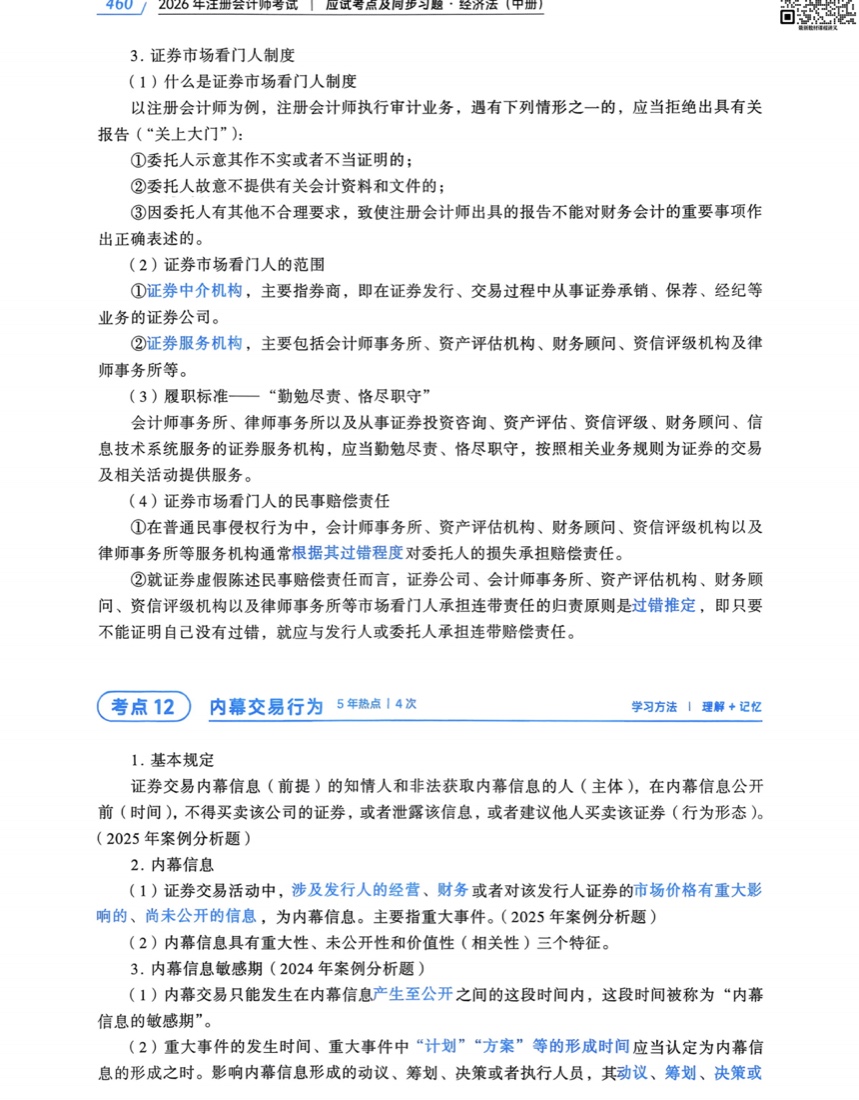 460 2026年注册会计师考试 | 应试考点及同步习题·经济法（中册）
3. 证券市场看门人制度
（1）什么是证券市场看门人制度
以注册会计师为例，注册会计师执行审计业务，遇有下列情形之一的，应当拒绝出具有关
报告（“关上大门”）：
①委托人示意其作不实或者不当证明的；
②委托人故意不提供有关会计资料和文件的；
③因委托人有其他不合理要求，致使注册会计师出具的报告不能对财务会计的重要事项作
出正确表述的。
（2）证券市场看门人的范围
①证券中介机构，主要指券商，即在证券发行、交易过程中从事证券承销、保荐、经纪等
业务的证券公司。
②证券服务机构，主要包括会计师事务所、资产评估机构、财务顾问、资信评级机构及律
师事务所等。
（3）履职标准——“勤勉尽责、恪尽职守”
会计师事务所、律师事务所以及从事证券投资咨询、资产评估、资信评级、财务顾问、信
息技术系统服务的证券服务机构，应当勤勉尽责、恪尽职守，按照相关业务规则为证券的交易
及相关活动提供服务。
（4）证券市场看门人的民事赔偿责任
①在普通民事侵权行为中，会计师事务所、资产评估机构、财务顾问、资信评级机构以及
律师事务所等服务机构通常根据其过错程度对委托人的损失承担赔偿责任。
②就证券虚假陈述民事赔偿责任而言，证券公司、会计师事务所、资产评估机构、财务顾
问、资信评级机构以及律师事务所等市场看门人承担连带责任的归责原则是过错推定，即只要
不能证明自己没有过错，就应与发行人或委托人承担连带赔偿责任。
考点 12 内幕交易行为 5年热点 | 4次 学习方法 | 理解+记忆
1. 基本规定
证券交易内幕信息（前提）的知情人和非法获取内幕信息的人（主体），在内幕信息公开
前（时间），不得买卖该公司的证券，或者泄露该信息，或者建议他人买卖该证券（行为形态）。
（2025年案例分析题）
2. 内幕信息
（1）证券交易活动中，涉及发行人的经营、财务或者对该发行人证券的市场价格有重大影
响的、尚未公开的信息，为内幕信息。主要指重大事件。（2025年案例分析题）
（2）内幕信息具有重大性、未公开性和价值性（相关性）三个特征。
3. 内幕信息敏感期（2024年案例分析题）
（1）内幕交易只能发生在内幕信息产生至公开之间的这段时间内，这段时间被称为“内幕
信息的敏感期”。
（2）重大事件的发生时间、重大事件中“计划”“方案”等的形成时间应当认定为内幕信
息的形成之时。影响内幕信息形成的动议、筹划、决策或者执行人员，其动议、筹划、决策或